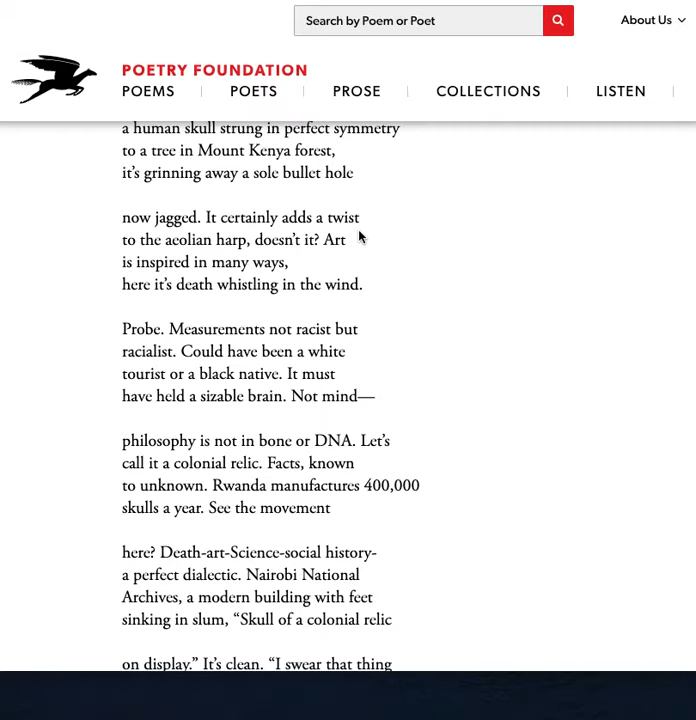 Search by Poem or Poet
About Us
POETRY FOUNDATION
POEMS
POETS
PROSE
COLLECTIONS
LISTEN
a human skull strung in perfect symmetry
to a tree in Mount Kenya forest,
it’s grinning away a sole bullet hole
now jagged. It certainly adds a twist
to the aeolian harp, doesn’t it? Art
is inspired in many ways,
here it’s death whistling in the wind.
Probe. Measurements not racist but
racialist. Could have been a white
tourist or a black native. It must
have held a sizable brain. Not mind—
philosophy is not in bone or DNA. Let’s
call it a colonial relic. Facts, known
to unknown. Rwanda manufactures 400,000
skulls a year. See the movement
here? Death-art-Science-social history-
a perfect dialectic. Nairobi National
Archives, a modern building with feet
sinking in slum, “Skull of a colonial relic
on display.” It’s clean. “I swear that thing